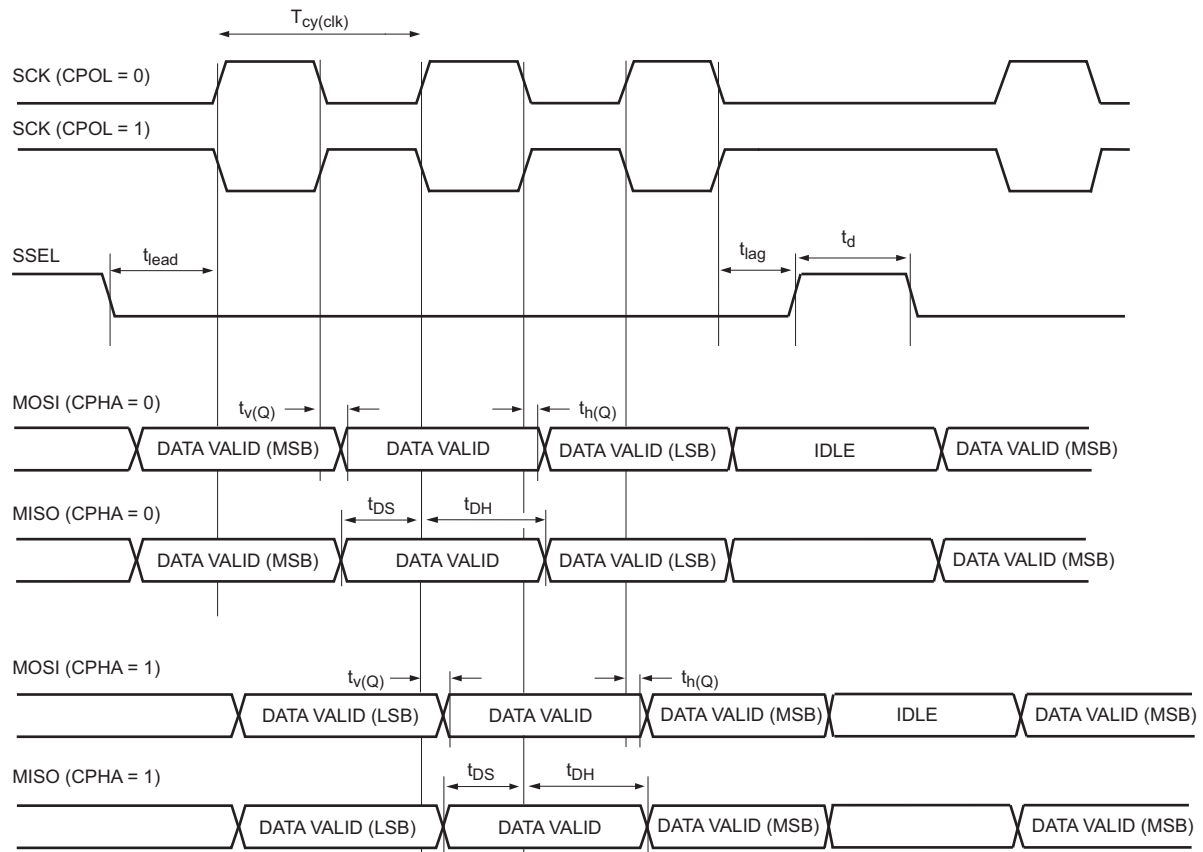 Tcy(clk)
SCK (CPOL = 0)
SCK (CPOL = 1)
SSEL
tlead
tlag
td
MOSI (CPHA = 0)
tv(Q)
th(Q)
DATA VALID (MSB)
DATA VALID
DATA VALID (LSB)
IDLE
DATA VALID (MSB)
MISO (CPHA = 0)
tDS
tDH
DATA VALID (MSB)
DATA VALID
DATA VALID (LSB)
DATA VALID (MSB)
MOSI (CPHA = 1)
tv(Q)
th(Q)
DATA VALID (LSB)
DATA VALID
DATA VALID (MSB)
IDLE
DATA VALID (MSB)
MISO (CPHA = 1)
tDS
tDH
DATA VALID (LSB)
DATA VALID
DATA VALID (MSB)
DATA VALID (MSB)